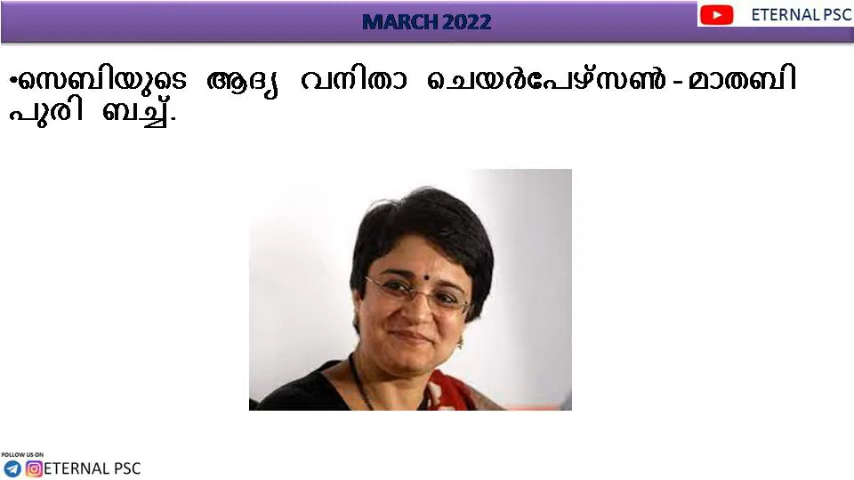 MARCH 2022
ETERNAL PSC
•സെബിയുടെ ആദ്യ വനിതാ ചെയർപേഴ്സൺ - മാതബി
പുരി ബച്ച്.
FOLLOW US ON
ETERNAL PSC